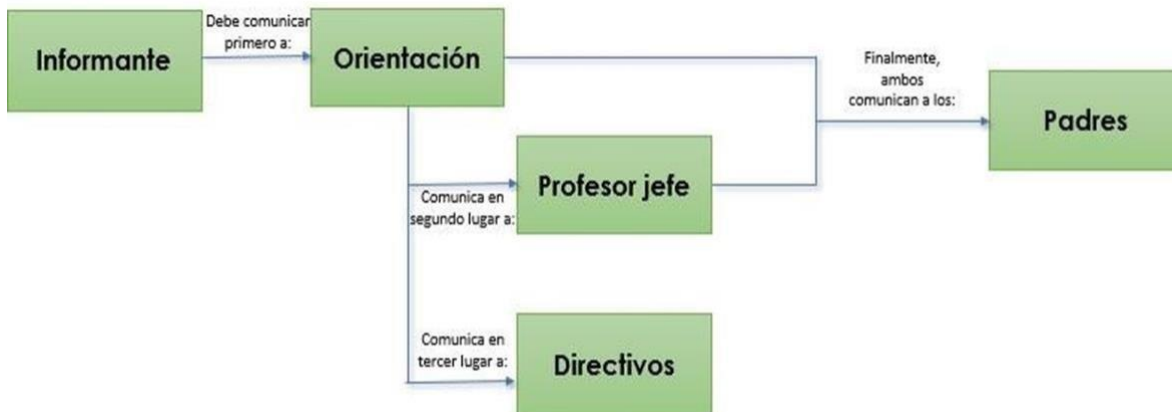 Informante
Debe comunicar
primero a:
Orientación
Finalmente,
ambos
comunican a los:
Padres
Comunica en
segundo lugar a:
Profesor jefe
Comunica en
tercer lugar a:
Directivos